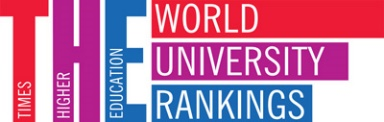 THE
TIMES
HIGHER
EDUCATION
WORLD
UNIVERSITY
RANKINGS